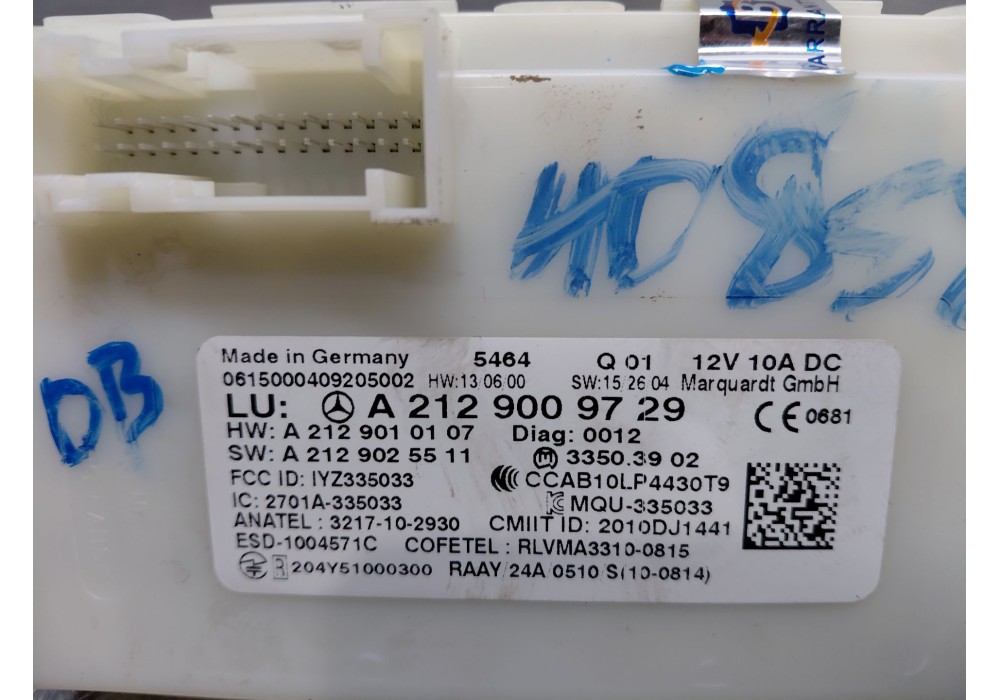 WARRA
Made in Germany 5464 Q 01 12V 10A DC
0615000409205002 HW:13/06/00 SW:15/26/04 Marquardt GmbH
LU: A 212 900 97 29
CE 0681
HW: A 212 901 01 07 Diag: 0012
SW: A 212 902 55 11 3350.39 02
FCC ID: IYZ335033 CCAB10LP4430T9
IC: 2701A-335033 MQU-335033
ANATEL : 3217-10-2930 CMIIT ID: 2010DJ1441
ESD-1004571C COFETEL : RLVMA3310-0815
R 204Y51000300 RAAY/24A/0510/S(10-0814)
DB